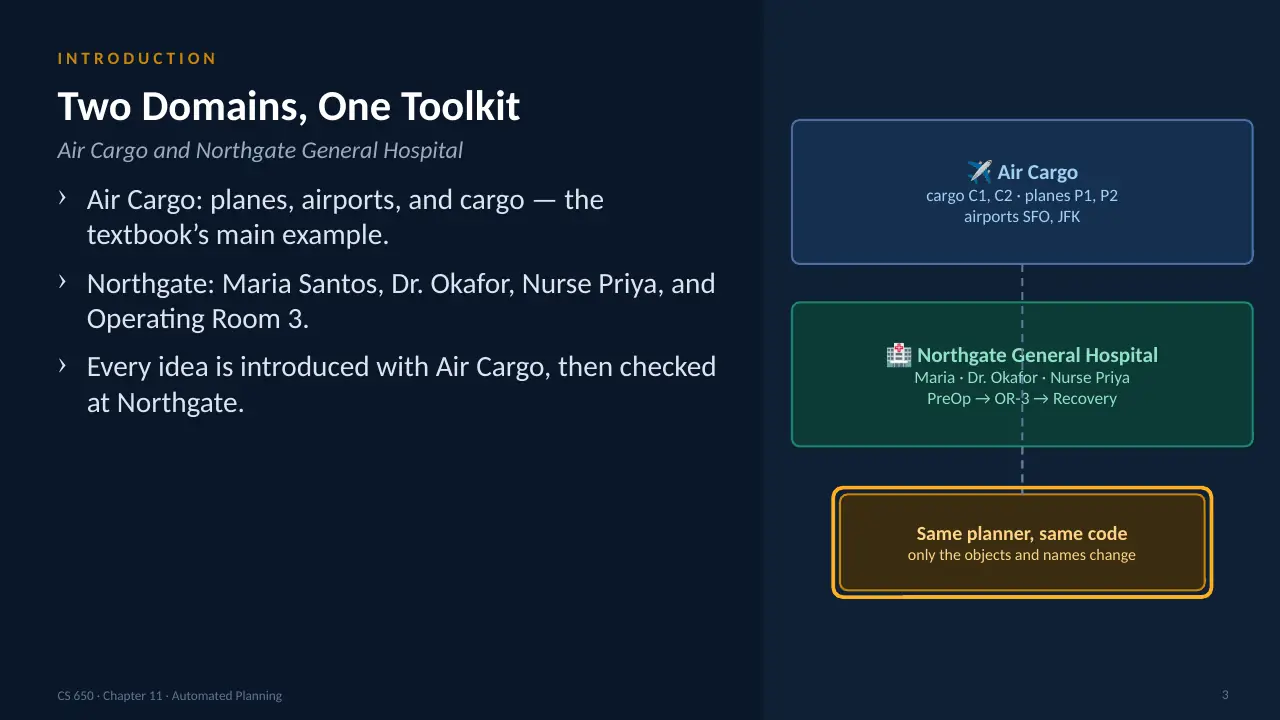 INTRODUCTION
Two Domains, One Toolkit
Air Cargo and Northgate General Hospital
› Air Cargo: planes, airports, and cargo — the
textbook’s main example.
› Northgate: Maria Santos, Dr. Okafor, Nurse Priya, and
Operating Room 3.
› Every idea is introduced with Air Cargo, then checked
at Northgate.
✈️ Air Cargo
cargo C1, C2 · planes P1, P2
airports SFO, JFK
🏥 Northgate General Hospital
Maria · Dr. Okafor · Nurse Priya
PreOp → OR-3 → Recovery
Same planner, same code
only the objects and names change
CS 650 · Chapter 11 · Automated Planning
3